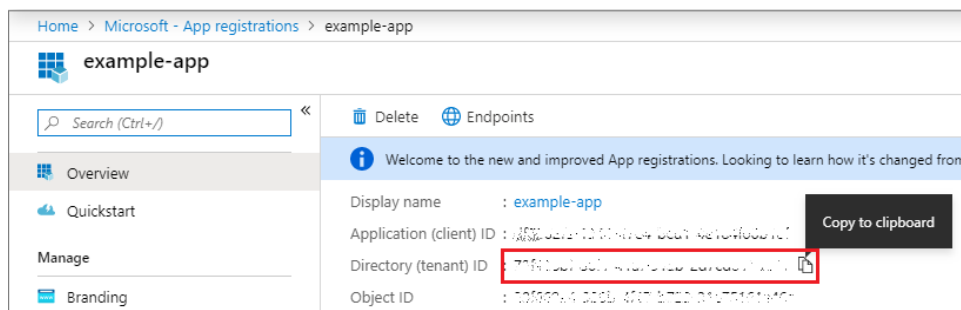 Home > Microsoft - App registrations > example-app
example-app
Search (Ctrl+/)
«
Delete Endpoints
Welcome to the new and improved App registrations. Looking to learn how it's changed from
Overview
Display name : example-app
Quickstart
Copy to clipboard
Application (client) ID :
Manage
Directory (tenant) ID :
Branding
Object ID :